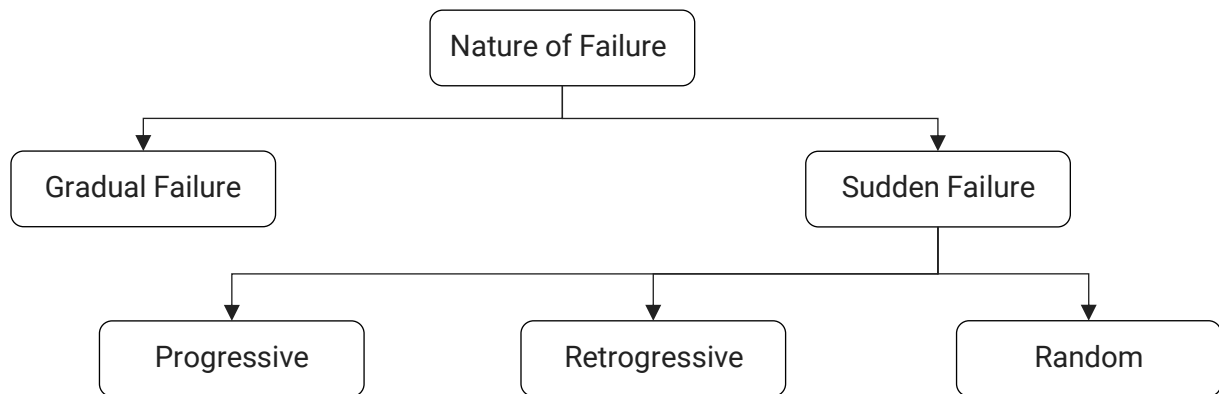 Nature of Failure
Gradual Failure
Sudden Failure
Progressive
Retrogressive
Random